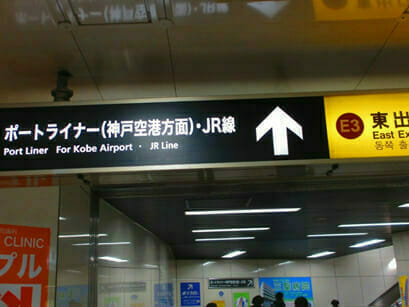 ポートライナー(神戸空港方面)・JR線
Port Liner For Kobe Airport · JR Line
E3
東出
East Ex
동쪽 출
CLINIC
プル